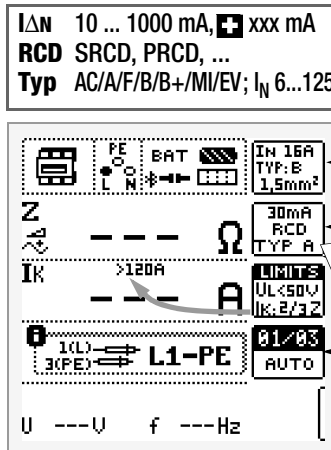 IΔN 10 ... 1000 mA, + xxx mA
RCD SRCD, PRCD, ...
Typ AC/A/F/B/B+/MI/EV; IN 6...125
PE
L N
BAT
IN 16A
TYP:B
1,5mm²
Z
--- Ω
30mA
RCD
TYP A
IK
>120A
--- A
LIMITS
UL<50V
IK:2/3Z
1(L)
3(PE)
L1-PE
01/03
AUTO
U ---V f ---Hz